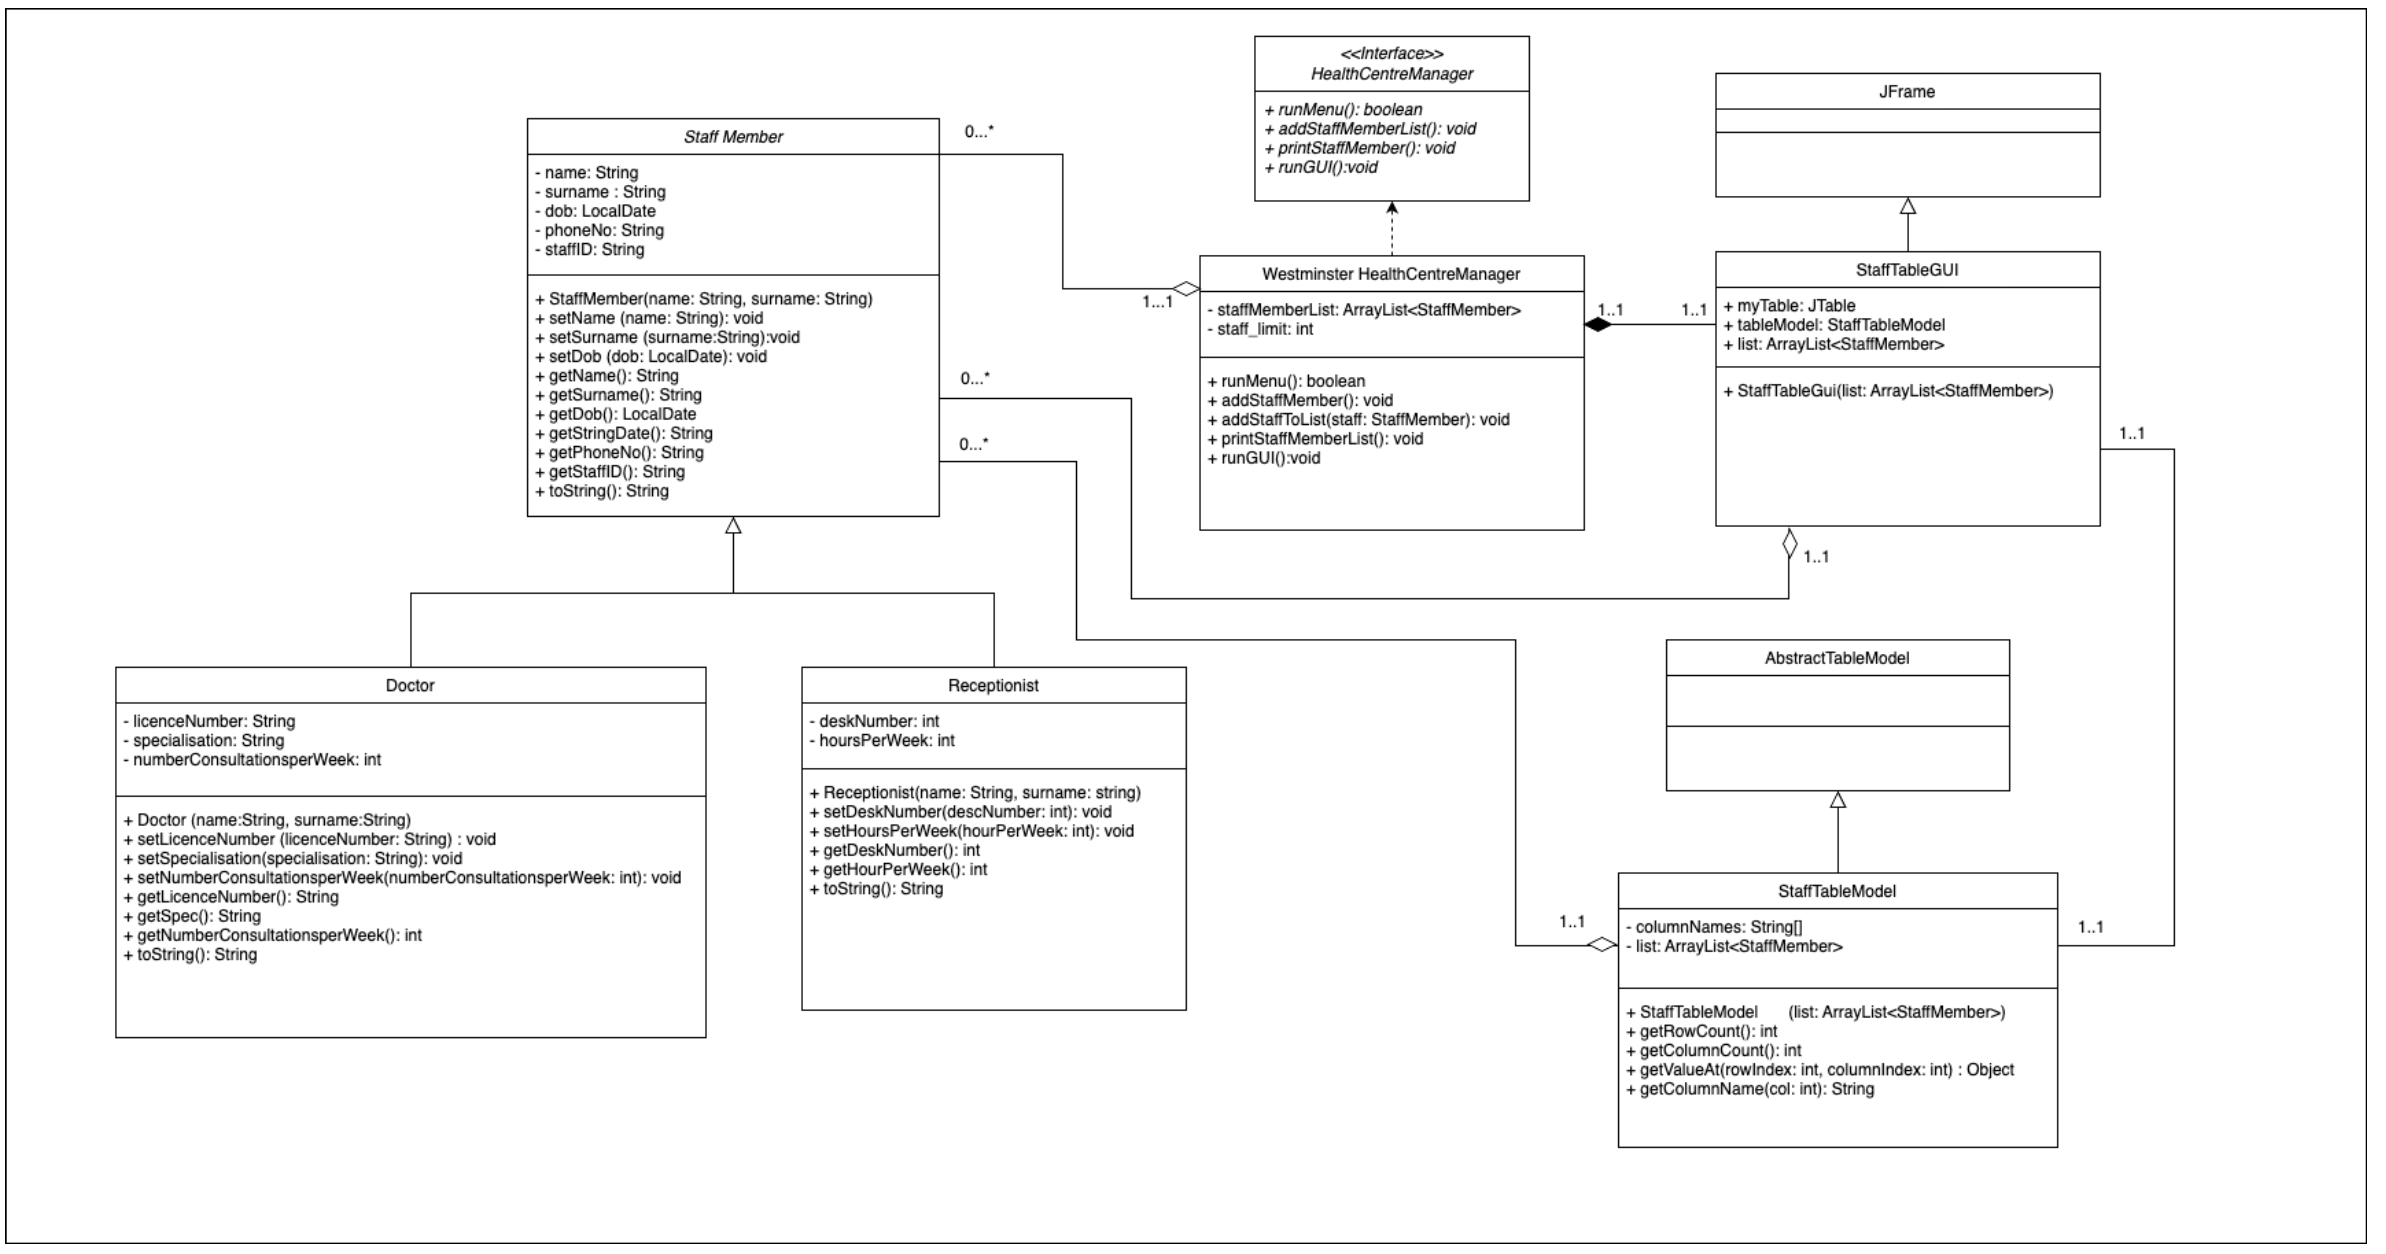 <<Interface>>
HealthCentreManager
+ runMenu(): boolean
+ addStaffMemberList(): void
+ printStaffMember(): void
+ runGUI():void
JFrame
Staff Member
- name: String
- surname : String
- dob: LocalDate
- phoneNo: String
- staffID: String
+ StaffMember(name: String, surname: String)
+ setName (name: String): void
+ setSurname (surname:String):void
+ setDob (dob: LocalDate): void
+ getName(): String
+ getSurname(): String
+ getDob(): LocalDate
+ getStringDate(): String
+ getPhoneNo(): String
+ getStaffID(): String
+ toString(): String
0...*
0...*
0...*
1...1
Westminster HealthCentreManager
- staffMemberList: ArrayList<StaffMember>
- staff_limit: int
+ runMenu(): boolean
+ addStaffMember(): void
+ addStaffToList(staff: StaffMember): void
+ printStaffMemberList(): void
+ runGUI():void
1..1
1..1
StaffTableGUI
+ myTable: JTable
+ tableModel: StaffTableModel
+ list: ArrayList<StaffMember>
+ StaffTableGui(list: ArrayList<StaffMember>)
1..1
1..1
Doctor
- licenceNumber: String
- specialisation: String
- numberConsultationsperWeek: int
+ Doctor (name:String, surname:String)
+ setLicenceNumber (licenceNumber: String) : void
+ setSpecialisation(specialisation: String): void
+ setNumberConsultationsperWeek(numberConsultationsperWeek: int): void
+ getLicenceNumber(): String
+ getSpec(): String
+ getNumberConsultationsperWeek(): int
+ toString(): String
Receptionist
- deskNumber: int
- hoursPerWeek: int
+ Receptionist(name: String, surname: string)
+ setDeskNumber(descNumber: int): void
+ setHoursPerWeek(hourPerWeek: int): void
+ getDeskNumber(): int
+ getHourPerWeek(): int
+ toString(): String
AbstractTableModel
1..1
StaffTableModel
- columnNames: String[]
- list: ArrayList<StaffMember>
+ StaffTableModel (list: ArrayList<StaffMember>)
+ getRowCount(): int
+ getColumnCount(): int
+ getValueAt(rowIndex: int, columnIndex: int) : Object
+ getColumnName(col: int): String
1..1